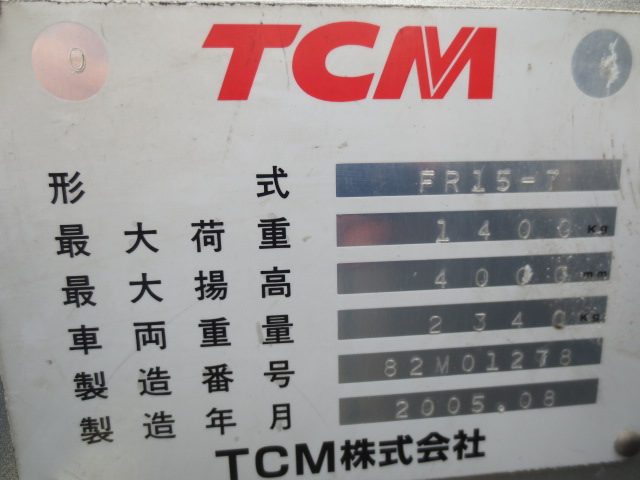 0
TCM
形式 FR15-7
最大荷重 1400 Kg
最大揚高 4000 mm
車両重量 2340 Kg
製造番号 82M01278
製造年月 2005.08
TCM株式会社